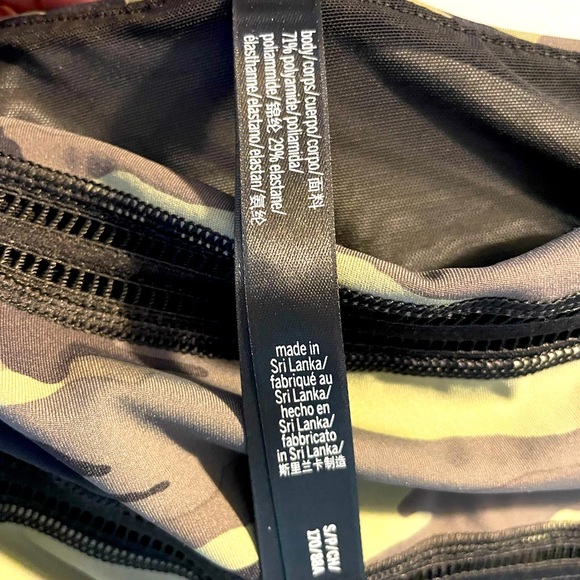 body/corps/cuerpo/corpo/面料
71% polyamide/poliamida/
poliammide/锦纶 29% elastane/
élasthanne/elastano/elastan/氨纶
made in
Sri Lanka/
fabriqué au
Sri Lanka/
hecho en
Sri Lanka/
fabbricato
in Sri Lanka/
斯里兰卡制造
S/P/CH/
170/88A